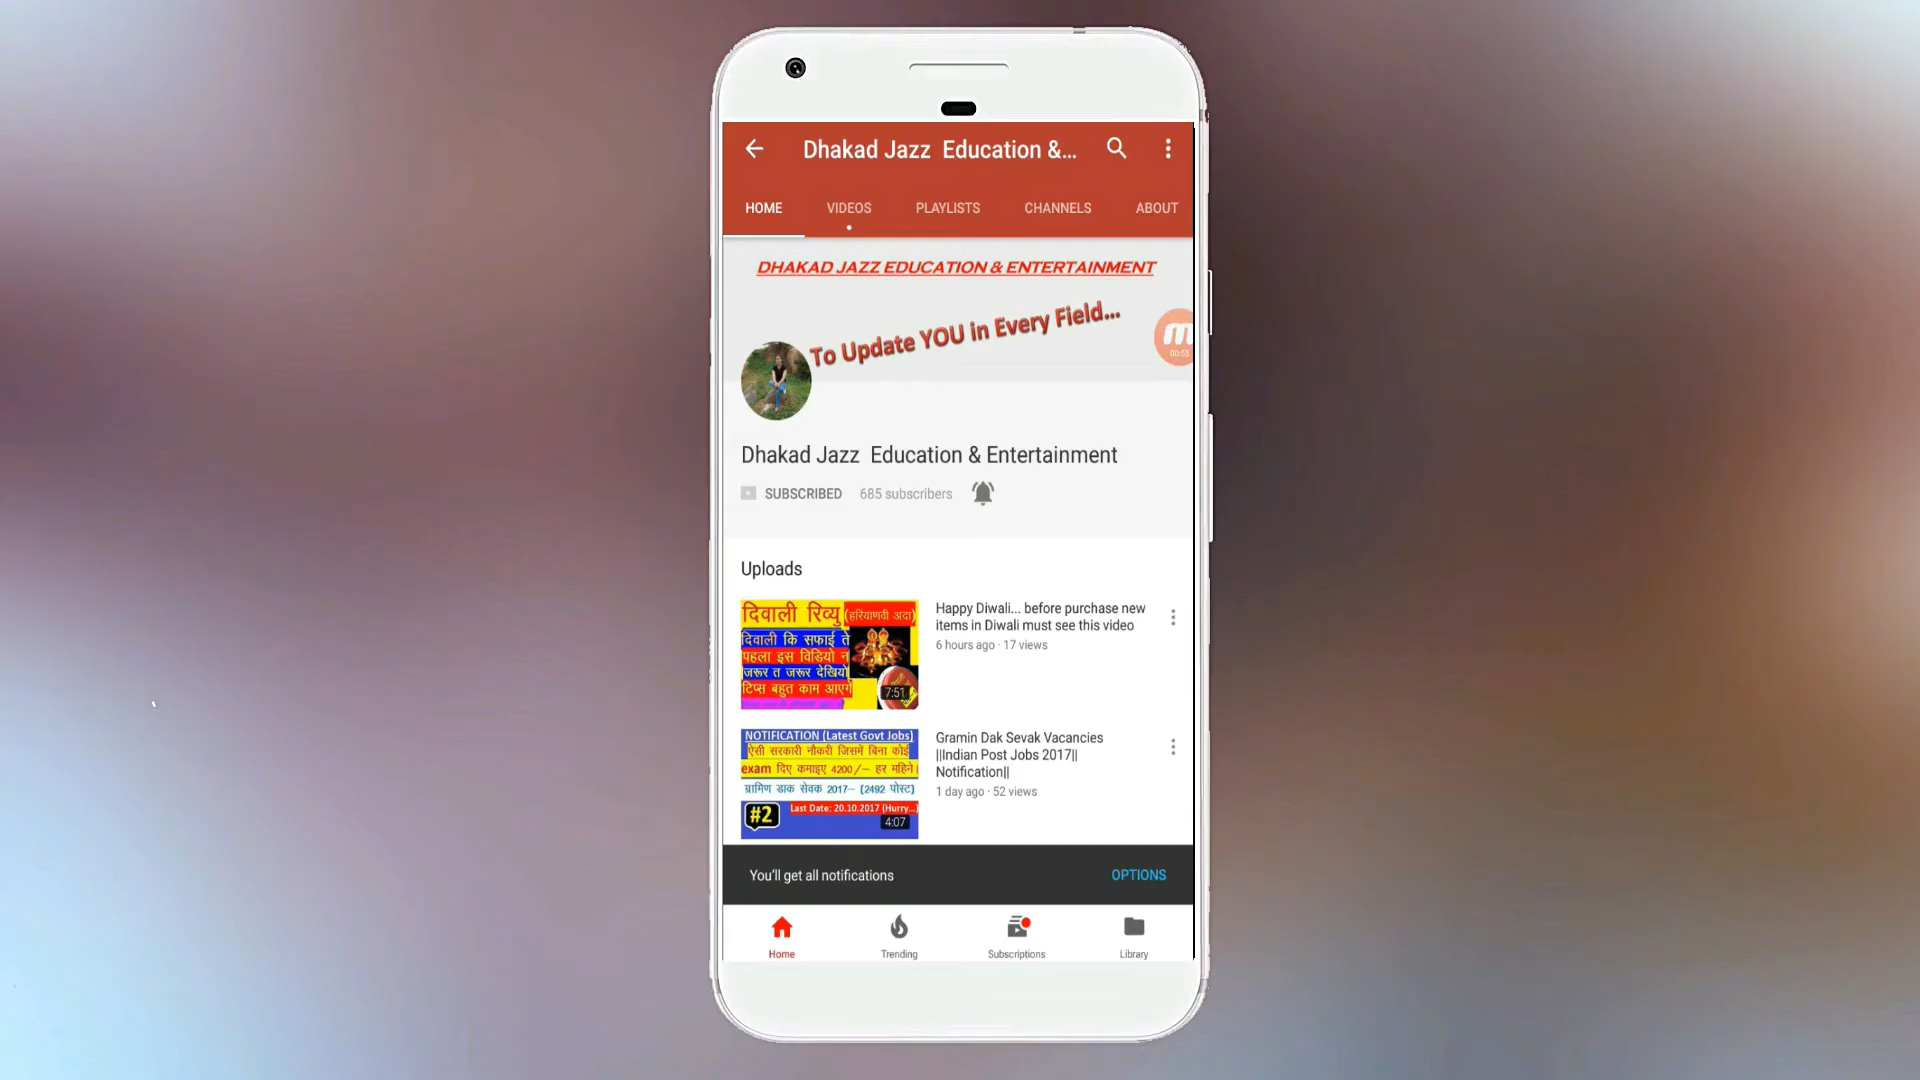 Dhakad Jazz Education &...
HOME VIDEOS PLAYLISTS CHANNELS ABOUT
DHAKAD JAZZ EDUCATION & ENTERTAINMENT
To Update YOU in Every Field...
00:53
Dhakad Jazz Education & Entertainment
SUBSCRIBED 685 subscribers
Uploads
दिवाली रिव्यु (हरियाणवी अदा)
दिवाली कि सफाई ते
पहला इस विडियो न
जरूर त जरूर देखियो
टिप्स बहुत काम आएगें
7:51
Happy Diwali... before purchase new
items in Diwali must see this video
6 hours ago · 17 views
NOTIFICATION (Latest Govt Jobs)
ऐसी सरकारी नौकरी जिसमें बिना कोई
exam दिए कमाइए 4200/– हर महिने।
ग्रामिण डाक सेवक 2017– (2492 पोस्ट)
Last Date: 20.10.2017 (Hurry...)
#2
4:07
Gramin Dak Sevak Vacancies
||Indian Post Jobs 2017||
Notification||
1 day ago · 52 views
You'll get all notifications OPTIONS
Home Trending Subscriptions Library